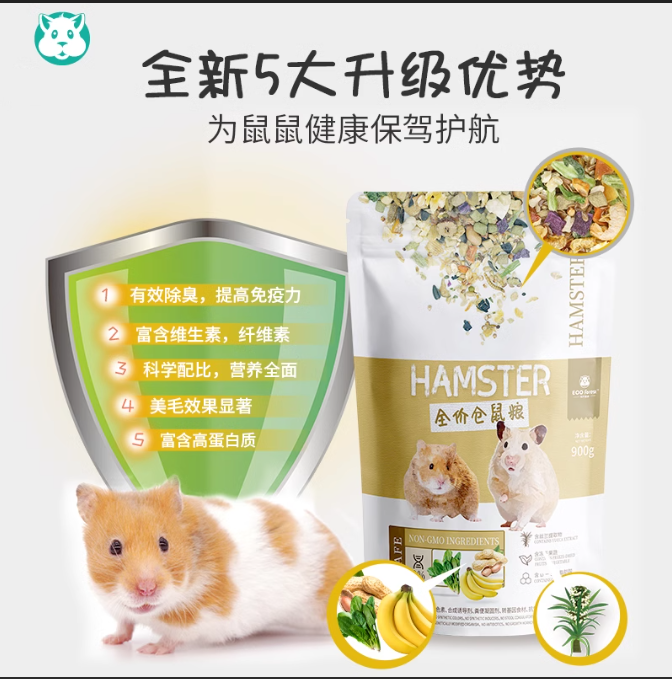 全新5大升级优势
为鼠鼠健康保驾护航
1 有效除臭，提高免疫力
2 富含维生素，纤维素
3 科学配比，营养全面
4 美毛效果显著
5 富含高蛋白质
HAMSTER
HAMSTER
全价仓鼠粮
900g
NON-GMO INGREDIENTS